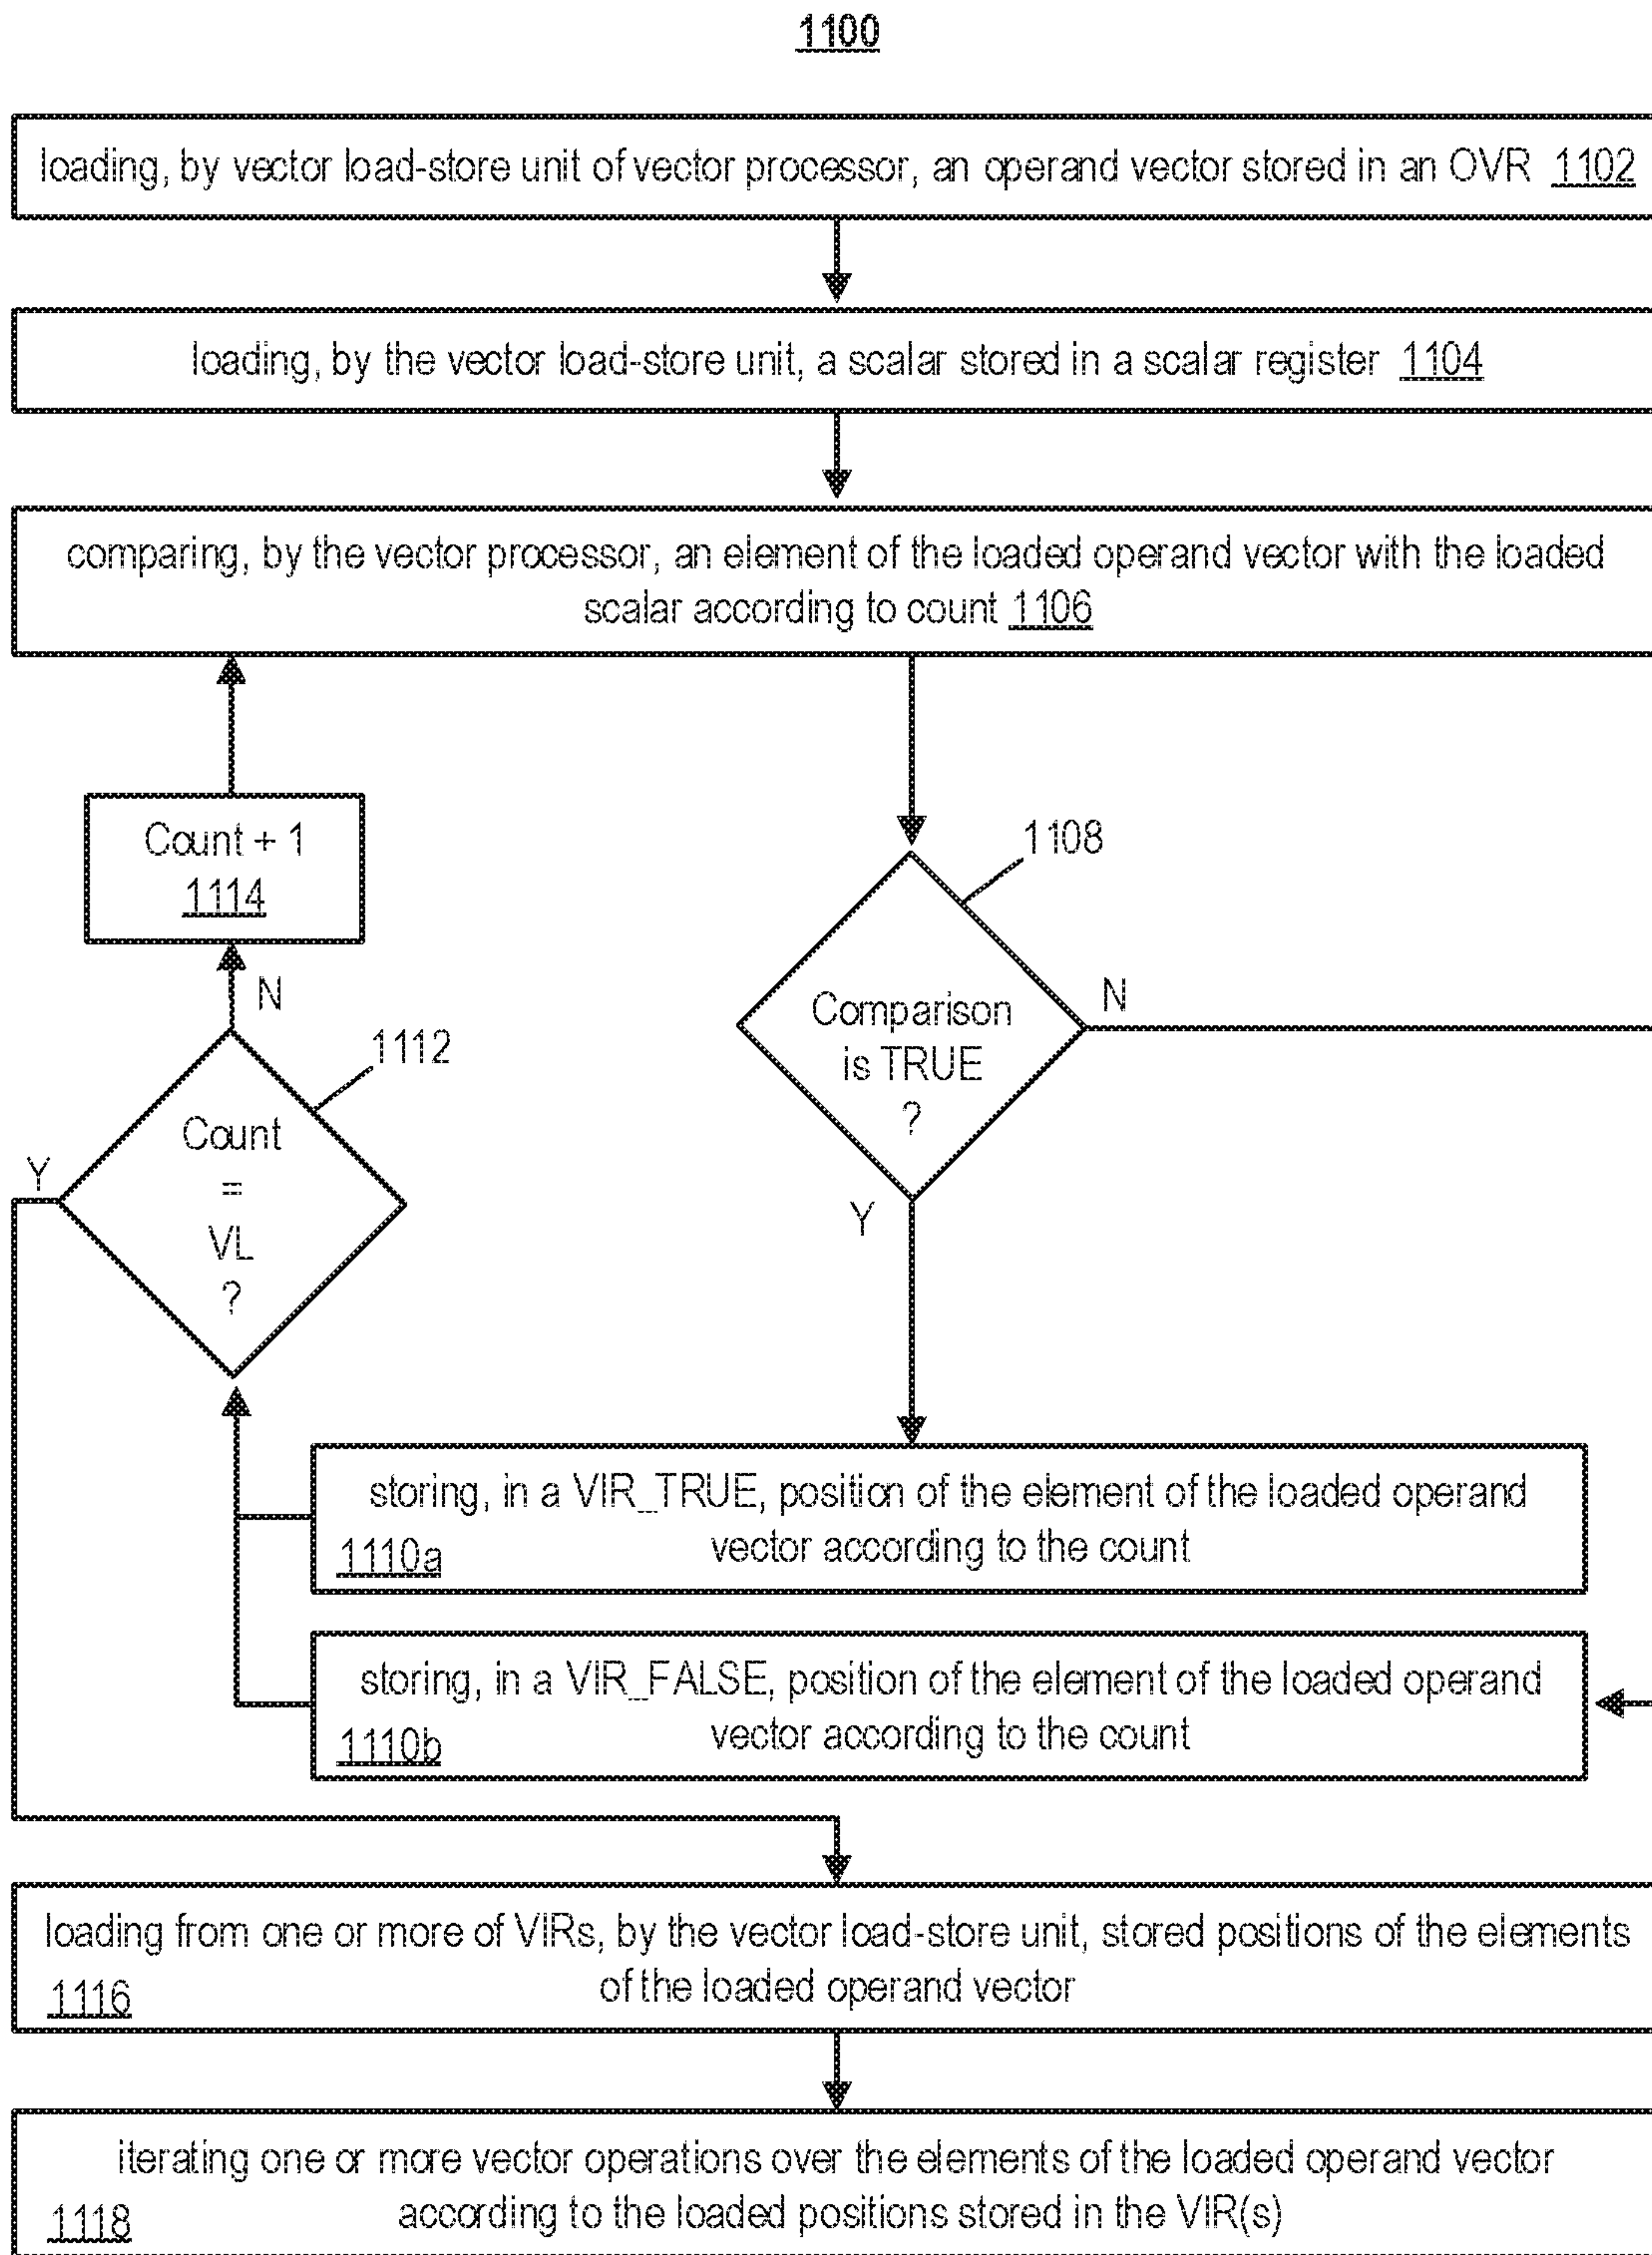 1100
loading, by vector load-store unit of vector processor, an operand vector stored in an OVR 1102
loading, by the vector load-store unit, a scalar stored in a scalar register 1104
comparing, by the vector processor, an element of the loaded operand vector with the loaded
scalar according to count 1106
Count + 1
1114
1108
N
Comparison
is TRUE
?
N
Y
1112
Count
=
VL
?
Y
storing, in a VIR_TRUE, position of the element of the loaded operand
1110a vector according to the count
storing, in a VIR_FALSE, position of the element of the loaded operand
1110b vector according to the count
loading from one or more of VIRs, by the vector load-store unit, stored positions of the elements
1116 of the loaded operand vector
iterating one or more vector operations over the elements of the loaded operand vector
1118 according to the loaded positions stored in the VIR(s)